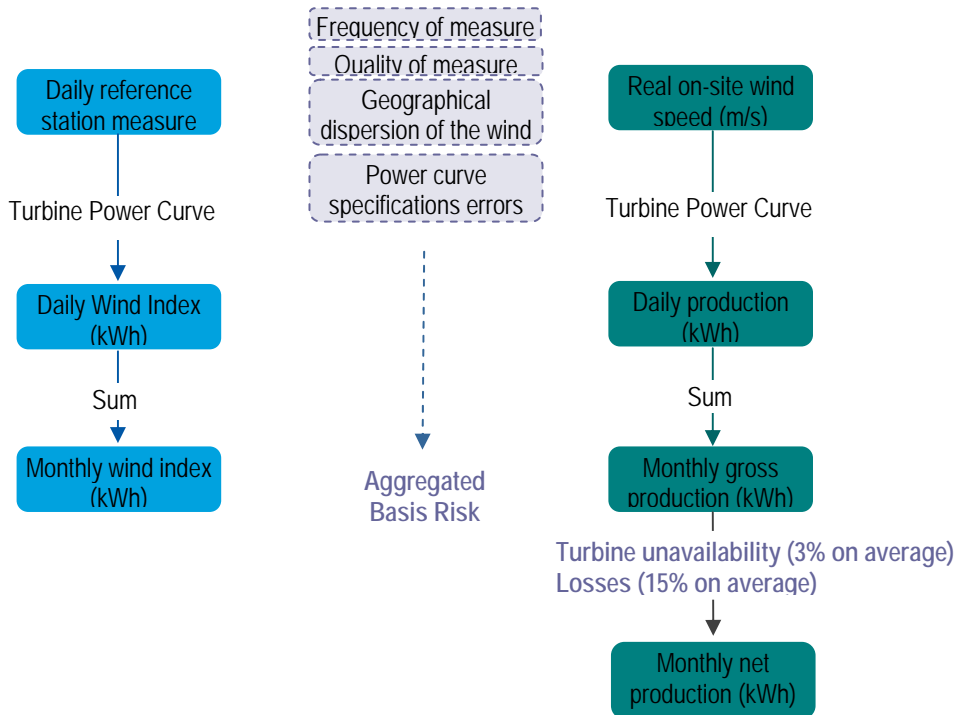 Daily reference
station measure
Turbine Power Curve
Daily Wind Index
(kWh)
Sum
Monthly wind index
(kWh)
Frequency of measure
Quality of measure
Geographical
dispersion of the wind
Power curve
specifications errors
Aggregated
Basis Risk
Real on-site wind
speed (m/s)
Turbine Power Curve
Daily production
(kWh)
Sum
Monthly gross
production (kWh)
Turbine unavailability (3% on average)
Losses (15% on average)
Monthly net
production (kWh)